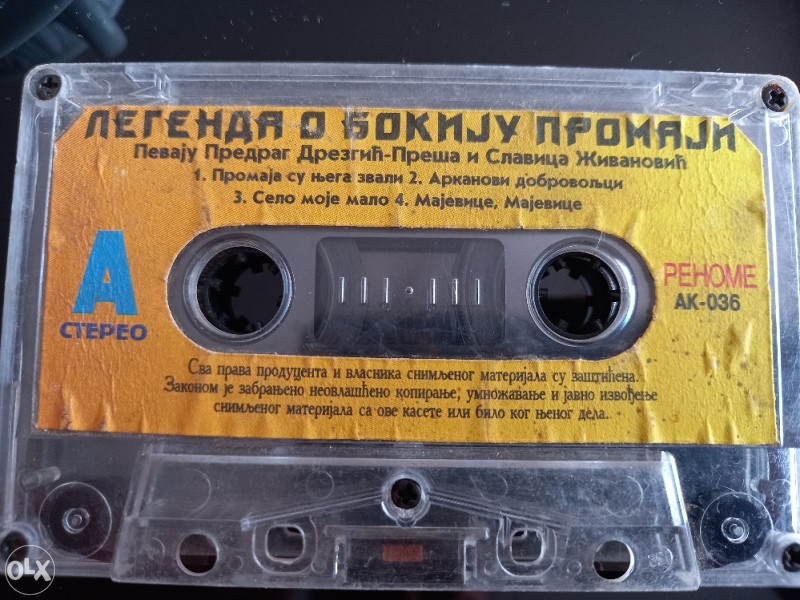 ЛЕГЕНДА О БОКИЈУ ПРОМАЈИ
Певају Предраг Дрезгић-Преша и Славица Живановић
1. Промаја су њега звали 2. Арканови добровољци
3. Село моје мало 4. Мајевице, Мајевице
А
СТЕРЕО
РЕНОМЕ
АК-036
Сва права продуцента и власника снимљеног материјала су заштићена.
Законом је забрањено неовлашћено копирање, умножавање и јавно извођење
снимљеног материјала са ове касете или било ког њеног дела.
OLX